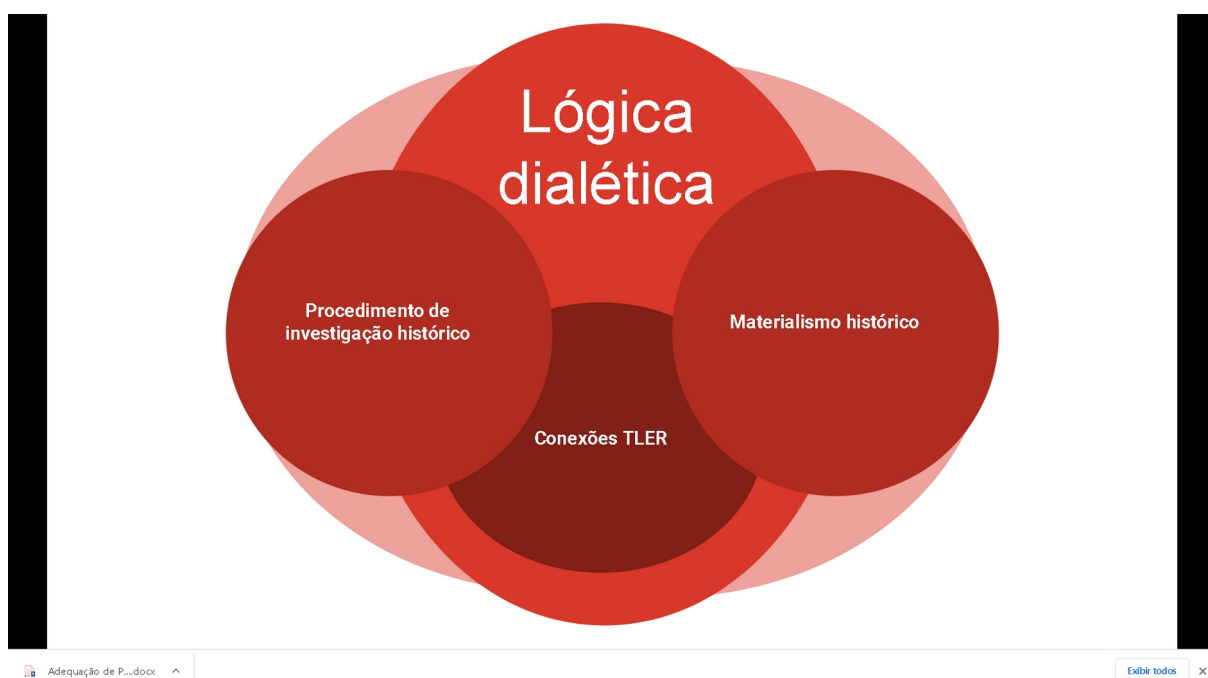 Lógica
dialética
Procedimento de
investigação histórico
Materialismo histórico
Conexões TLER
Adequação de P....docx
Exibir todos